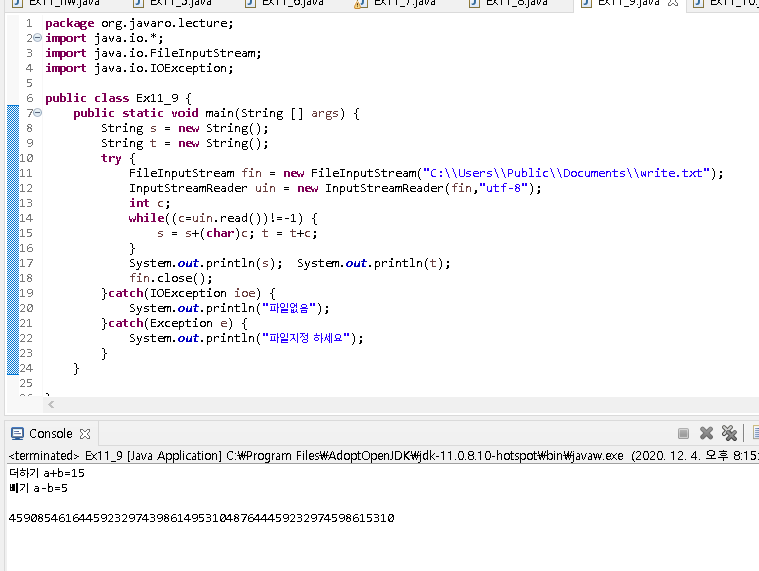 Ex11_6.java Ex11_7.java Ex11_8.java Ex11_9.java
1 package org.javaro.lecture;
2 import java.io.*;
3 import java.io.FileInputStream;
4 import java.io.IOException;
5
6 public class Ex11_9 {
7 public static void main(String [] args) {
8 String s = new String();
9 String t = new String();
10 try {
11 FileInputStream fin = new FileInputStream("C:\\Users\\Public\\Documents\\write.txt");
12 InputStreamReader uin = new InputStreamReader(fin,"utf-8");
13 int c;
14 while((c=uin.read())!=-1) {
15 s = s+(char)c; t = t+c;
16 }
17 System.out.println(s);  System.out.println(t);
18 fin.close();
19 }catch(IOException ioe) {
20 System.out.println("파일없음");
21 }catch(Exception e) {
22 System.out.println("파일지정 하세요");
23 }
24 }
25
Console
<terminated> Ex11_9 [Java Application] C:₩Program Files₩AdoptOpenJDK₩jdk-11.0.8.10-hotspot₩bin₩javaw.exe (2020. 12. 4. 오후 8:15:
더하기 a+b=15
빼기 a-b=5
4590854616445923297439861495310487644459232974598615310